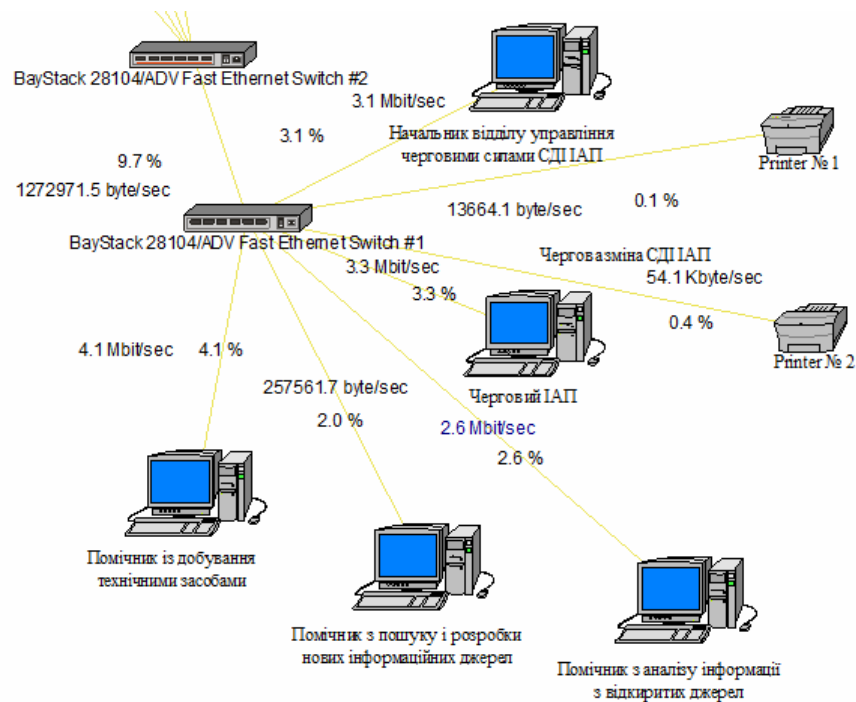 BayStack 28104/ADV Fast Ethernet Switch #2
3.1 Mbit/sec
3.1 %
Начальник відділу управління
черговими силами СДІ ІАП
Printer № 1
9.7 %
1272971.5 byte/sec
13664.1 byte/sec
0.1 %
BayStack 28104/ADV Fast Ethernet Switch #1
Чергова зміна СДІ ІАП
3.3 Mbit/sec
3.3 %
54.1 Kbyte/sec
0.4 %
Printer № 2
4.1 Mbit/sec
4.1 %
257561.7 byte/sec
2.0 %
Черговий ІАП
2.6 Mbit/sec
2.6 %
Помічник із добування
технічними засобами
Помічник з пошуку і розробки
нових інформаційних джерел
Помічник з аналізу інформації
з відкиритих джерел